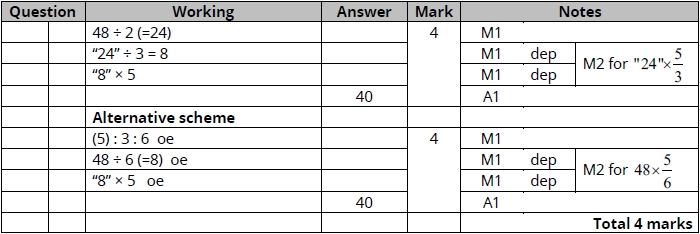 Question Working Answer Mark Notes
48 ÷ 2 (=24) 4 M1
“24” ÷ 3 = 8 M1 dep M2 for "24"×5/3
“8” × 5 M1 dep
40 A1
Alternative scheme
(5) : 3 : 6 oe 4 M1
48 ÷ 6 (=8) oe M1 dep M2 for 48×5/6
“8” × 5 oe M1 dep
40 A1
Total 4 marks